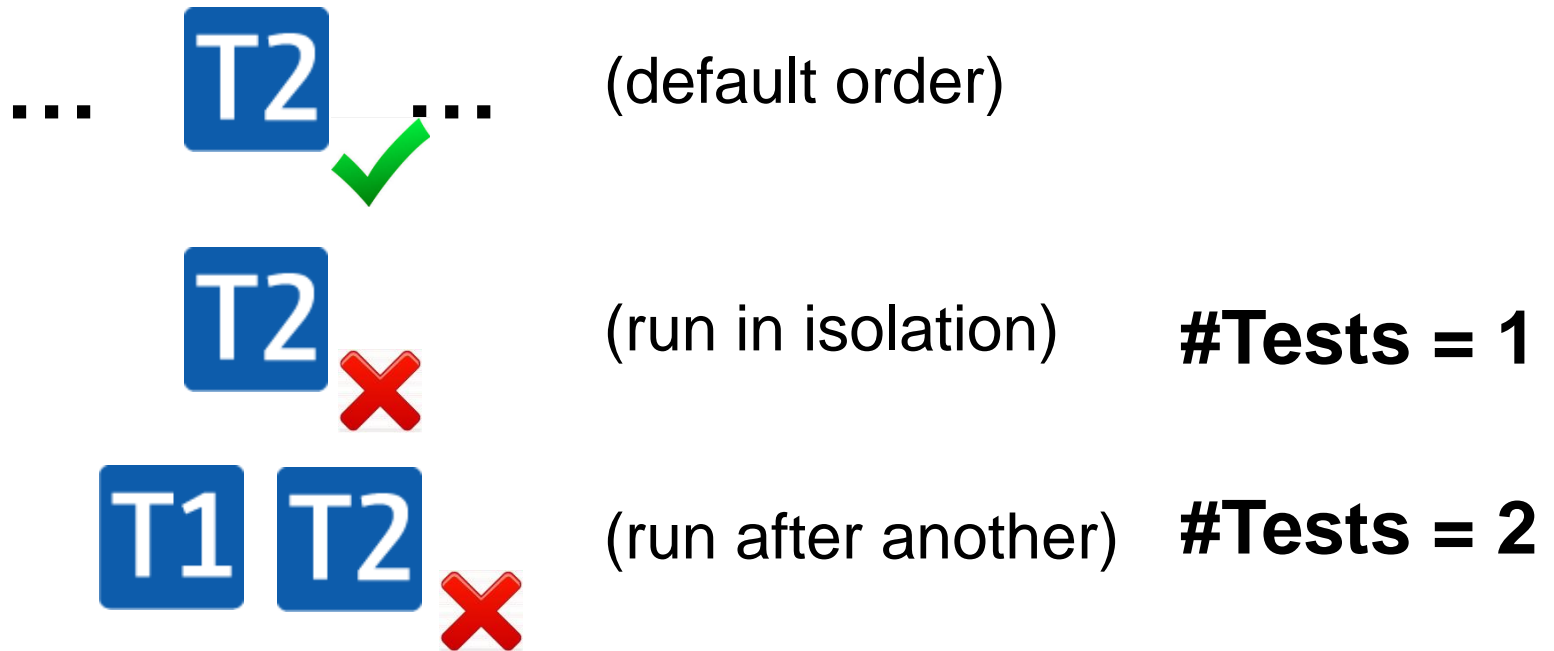 ... T2 ... (default order)
T2 (run in isolation) #Tests = 1
T1 T2 (run after another) #Tests = 2